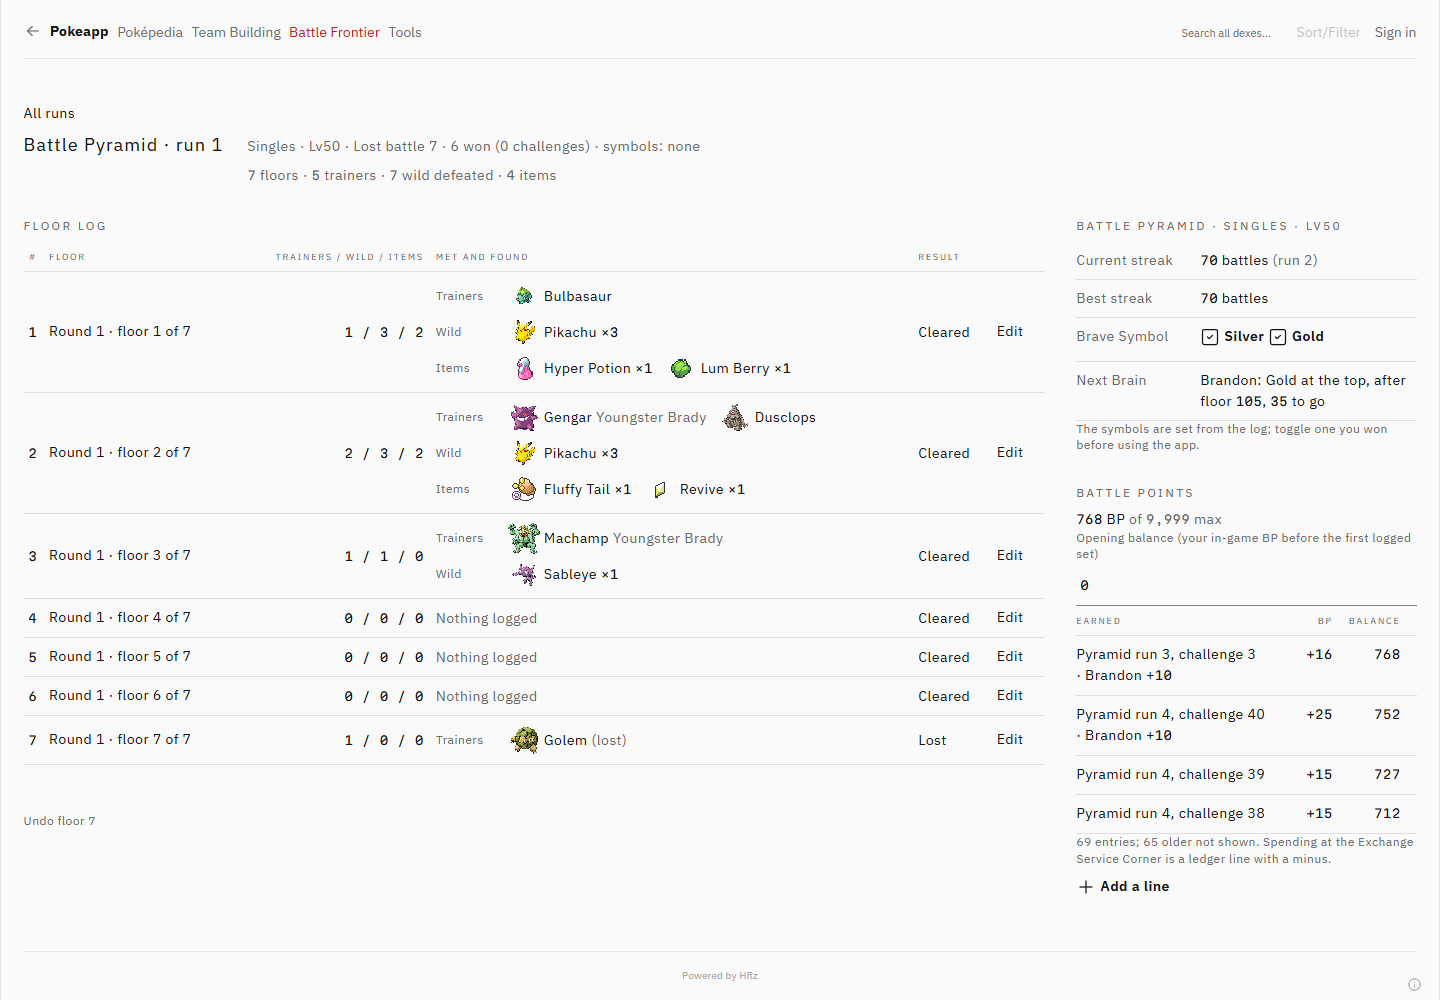 Pokeapp Poképedia Team Building Battle Frontier Tools Search all dexes... Sort/Filter Sign in
All runs
Battle Pyramid · run 1 Singles · Lv50 · Lost battle 7 · 6 won (0 challenges) · symbols: none
7 floors · 5 trainers · 7 wild defeated · 4 items
FLOOR LOG
# FLOOR TRAINERS / WILD / ITEMS MET AND FOUND RESULT
Trainers Bulbasaur
1 Round 1 · floor 1 of 7 1 / 3 / 2 Wild Pikachu ×3 Cleared Edit
Items Hyper Potion ×1 Lum Berry ×1
Trainers Gengar Youngster Brady Dusclops
2 Round 1 · floor 2 of 7 2 / 3 / 2 Wild Pikachu ×3 Cleared Edit
Items Fluffy Tail ×1 Revive ×1
Trainers Machamp Youngster Brady
3 Round 1 · floor 3 of 7 1 / 1 / 0 Cleared Edit
Wild Sableye ×1
4 Round 1 · floor 4 of 7 0 / 0 / 0 Nothing logged Cleared Edit
5 Round 1 · floor 5 of 7 0 / 0 / 0 Nothing logged Cleared Edit
6 Round 1 · floor 6 of 7 0 / 0 / 0 Nothing logged Cleared Edit
7 Round 1 · floor 7 of 7 1 / 0 / 0 Trainers Golem (lost) Lost Edit
Undo floor 7
BATTLE PYRAMID · SINGLES · LV50
Current streak 70 battles (run 2)
Best streak 70 battles
Brave Symbol Silver Gold
Next Brain Brandon: Gold at the top, after
floor 105, 35 to go
The symbols are set from the log; toggle one you won
before using the app.
BATTLE POINTS
768 BP of 9,999 max
Opening balance (your in-game BP before the first logged
set)
0
EARNED BP BALANCE
Pyramid run 3, challenge 3 +16 768
· Brandon +10
Pyramid run 4, challenge 40 +25 752
· Brandon +10
Pyramid run 4, challenge 39 +15 727
Pyramid run 4, challenge 38 +15 712
69 entries; 65 older not shown. Spending at the Exchange
Service Corner is a ledger line with a minus.
Add a line
Powered by HRz